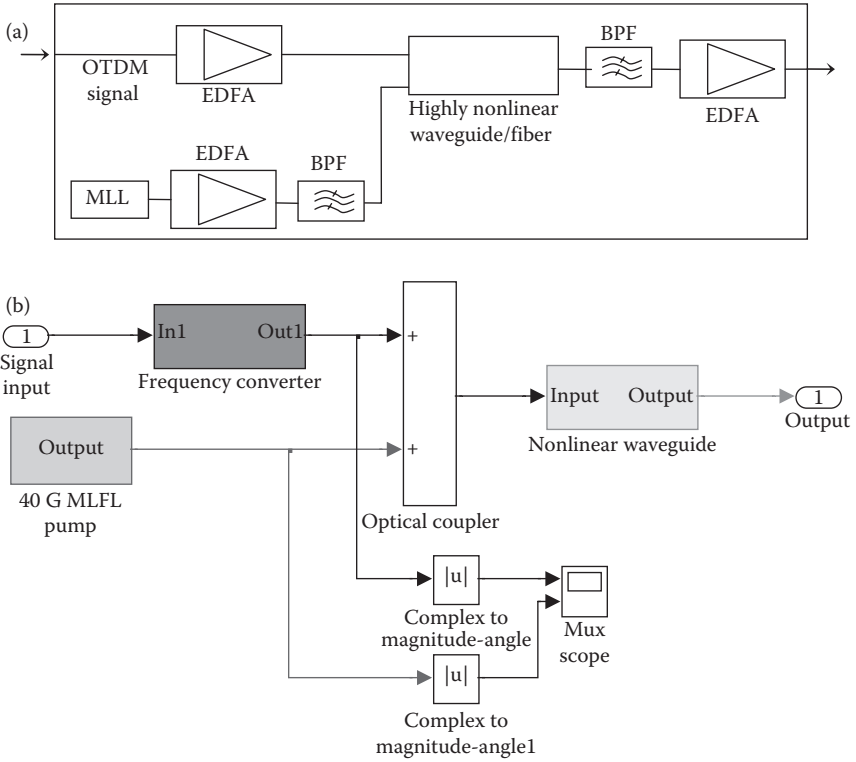 (a)
OTDM
signal
EDFA
BPF
EDFA
Highly nonlinear
waveguide/fiber
EDFA
BPF
MLL
(b)
1
Signal
input
In1 Out1
Frequency converter
+
+
Optical coupler
Output
40 G MLFL
pump
Input Output
Nonlinear waveguide
1
Output
|u|
Complex to
magnitude-angle
Mux
scope
|u|
Complex to
magnitude-angle1